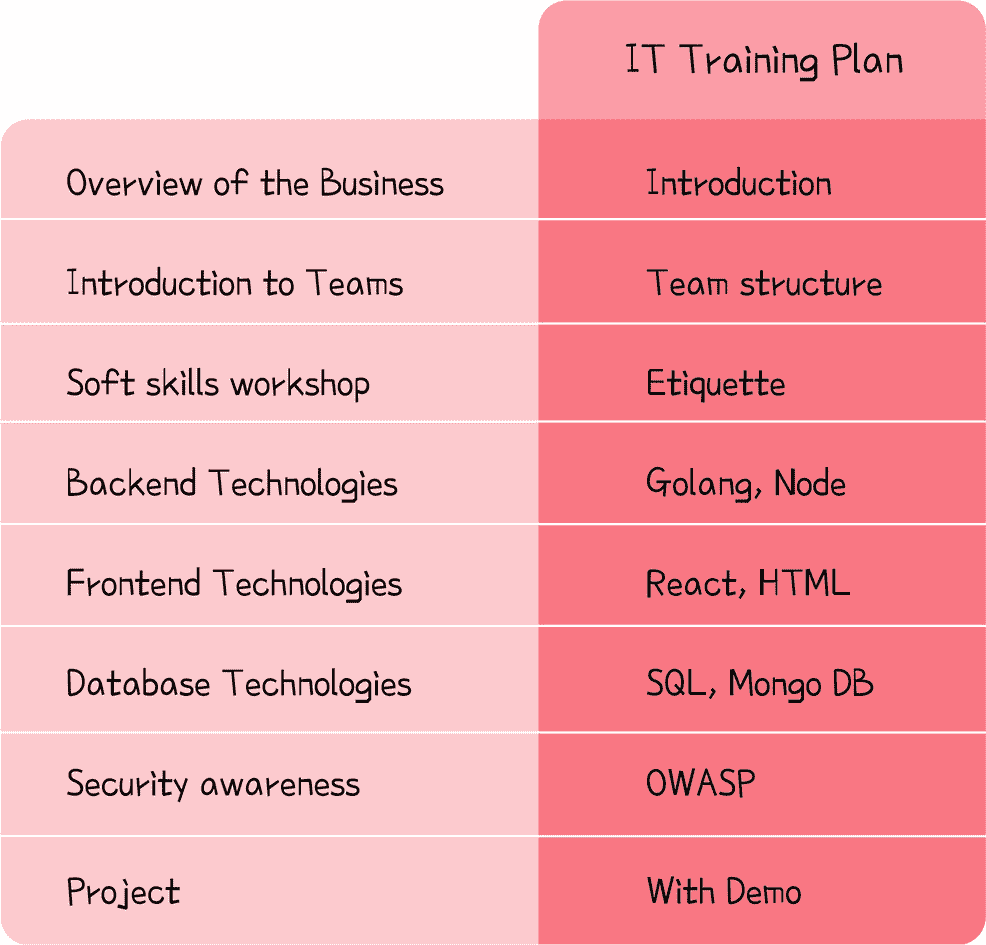 IT Training Plan
Overview of the Business Introduction
Introduction to Teams Team structure
Soft skills workshop Etiquette
Backend Technologies Golang, Node
Frontend Technologies React, HTML
Database Technologies SQL, Mongo DB
Security awareness OWASP
Project With Demo